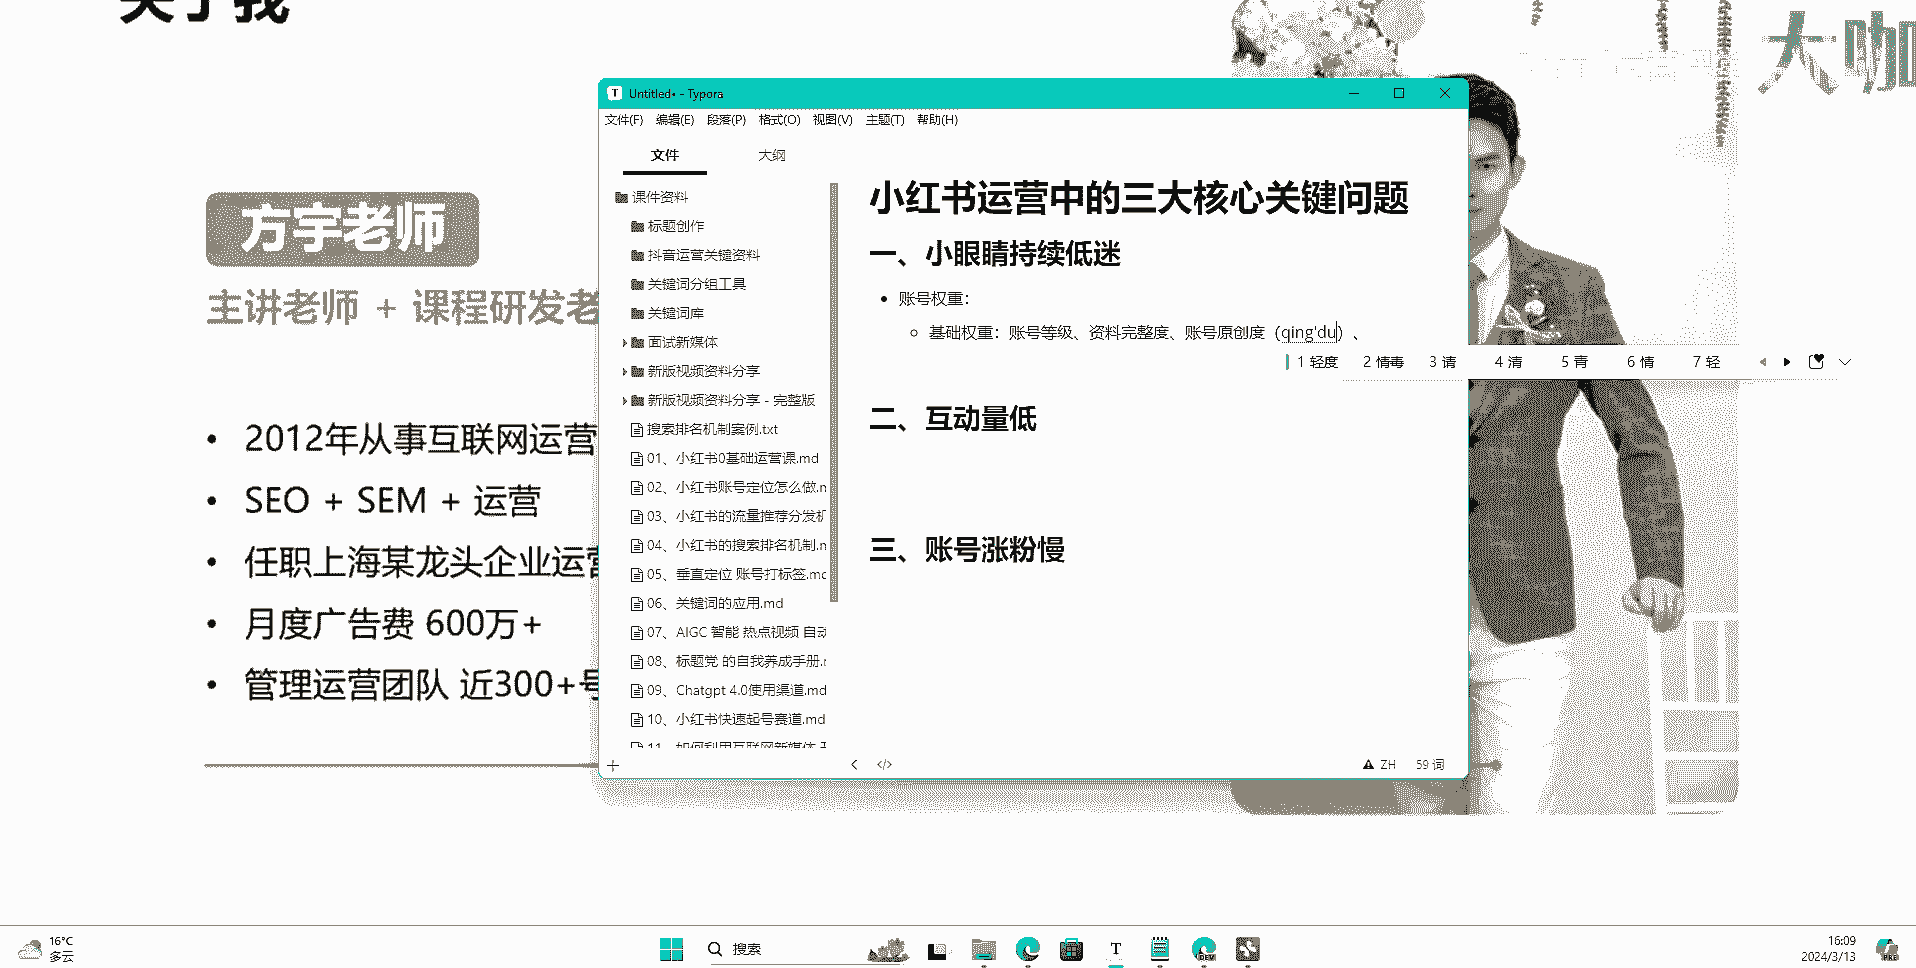 关于我
大咖
方宇老师
主讲老师 + 课程研发老
• 2012年从事互联网运营
• SEO + SEM + 运营
• 任职上海某龙头企业运营
• 月度广告费 600万+
• 管理运营团队 近300+号
Untitled• - Typora
文件(F) 编辑(E) 段落(P) 格式(O) 视图(V) 主题(T) 帮助(H)
文件 大纲
课件资料
标题创作
抖音运营关键资料
关键词分组工具
关键词库
面试新媒体
新版视频资料分享
新版视频资料分享 - 完整版
搜索排名机制案例.txt
01、小红书0基础运营课.md
02、小红书账号定位怎么做.m
03、小红书的流量推荐分发机
04、小红书的搜索排名机制.m
05、垂直定位 账号打标签.md
06、关键词的应用.md
07、AIGC 智能 热点视频 自动
08、标题党 的自我养成手册.m
09、Chatgpt 4.0使用渠道.md
10、小红书快速起号赛道.md
11、如何利用互联网新媒体
小红书运营中的三大核心关键问题
一、小眼睛持续低迷
• 账号权重：
○ 基础权重：账号等级、资料完整度、账号原创度（qing'du）、
1 轻度 2 情毒 3 请 4 清 5 青 6 情 7 轻
二、互动量低
三、账号涨粉慢
ZH 59 词
16°C
多云
搜索
T
DEV
16:09
2024/3/13
PRE